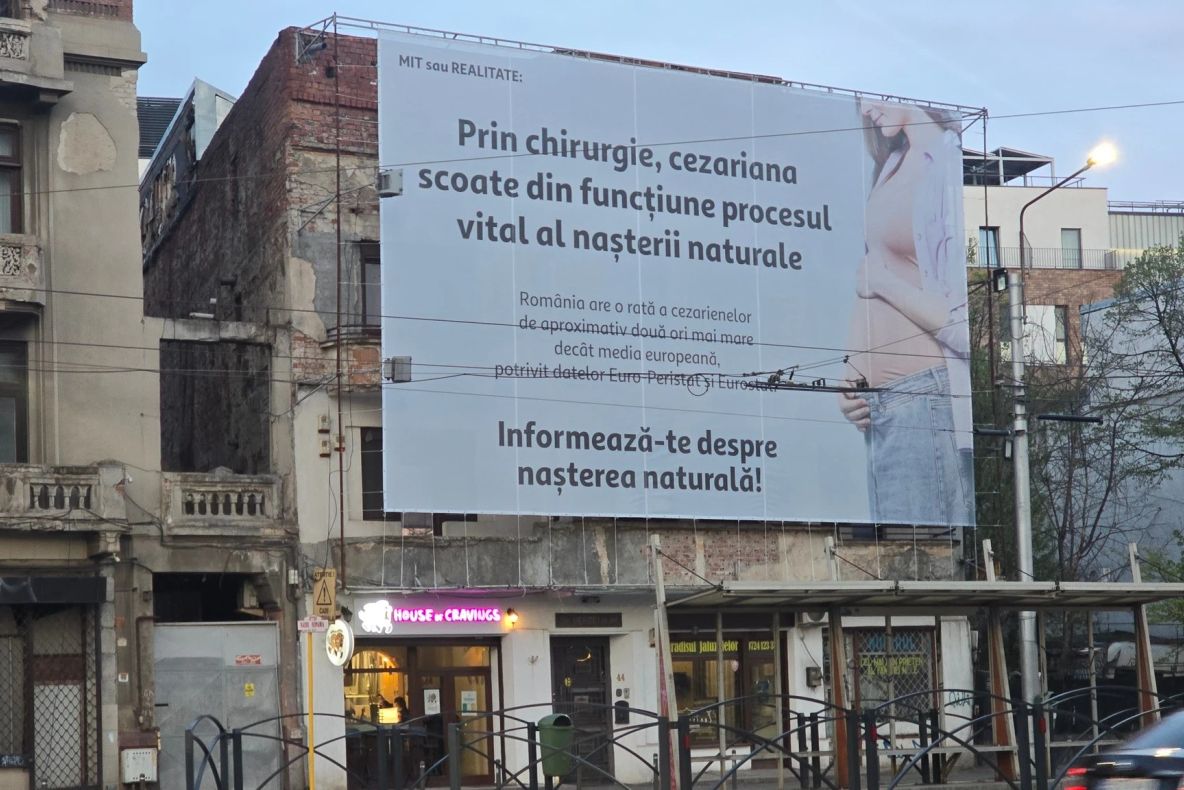 MIT sau REALITATE:
Prin chirurgie, cezariana
scoate din funcțiune procesul
vital al nașterii naturale
România are o rată a cezarienelor
de aproximativ două ori mai mare
decât media europeană,
potrivit datelor Euro-Peristat și Eurostat.
Informează-te despre
nașterea naturală!
HOUSE OF CRAVINGS
44